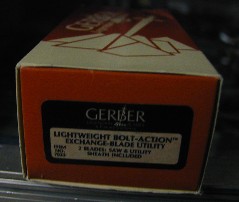 GERBER
LIGHTWEIGHT BOLT-ACTION™
EXCHANGE-BLADE UTILITY
2 BLADES: SAW & UTILITY
SHEATH INCLUDED